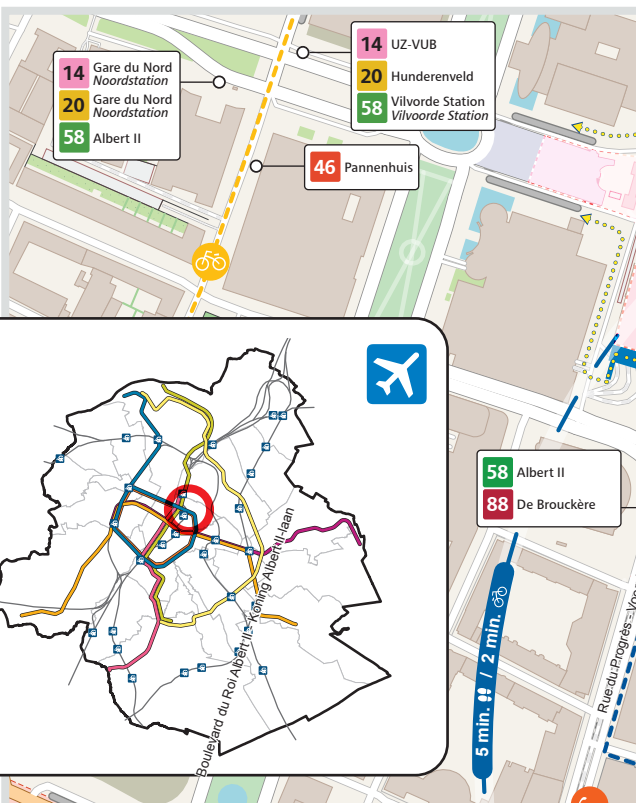 14 Gare du Nord
Noordstation
20 Gare du Nord
Noordstation
58 Albert II
14 UZ-VUB
20 Hunderenveld
58 Vilvorde Station
Vilvoorde Station
46 Pannenhuis
58 Albert II
88 De Brouckère
Boulevard du Roi Albert II - Koning Albert II-laan
5 min. / 2 min.
Rue du Progrès - Voo